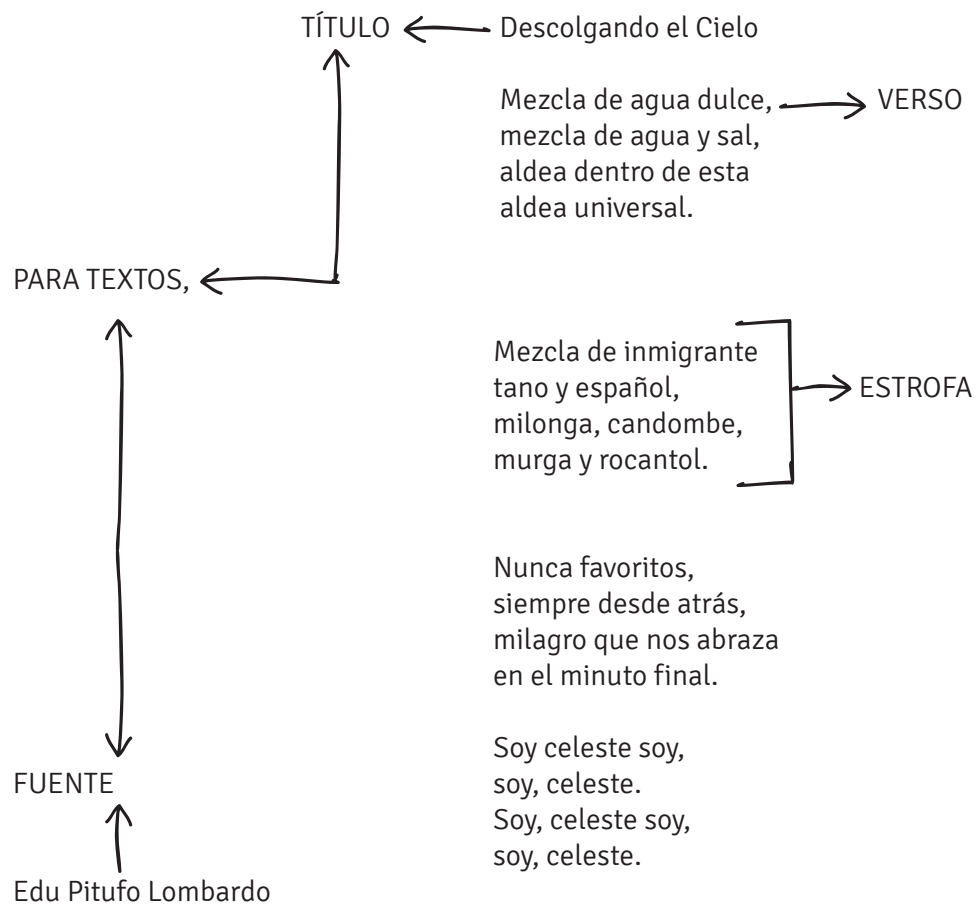 TÍTULO
Descolgando el Cielo
Mezcla de agua dulce,
VERSO
mezcla de agua y sal,
aldea dentro de esta
aldea universal.
PARA TEXTOS,
Mezcla de inmigrante
tano y español,
ESTROFA
milonga, candombe,
murga y rocantol.
Nunca favoritos,
siempre desde atrás,
milagro que nos abraza
en el minuto final.
Soy celeste soy,
soy, celeste.
Soy, celeste soy,
soy, celeste.
FUENTE
Edu Pitufo Lombardo